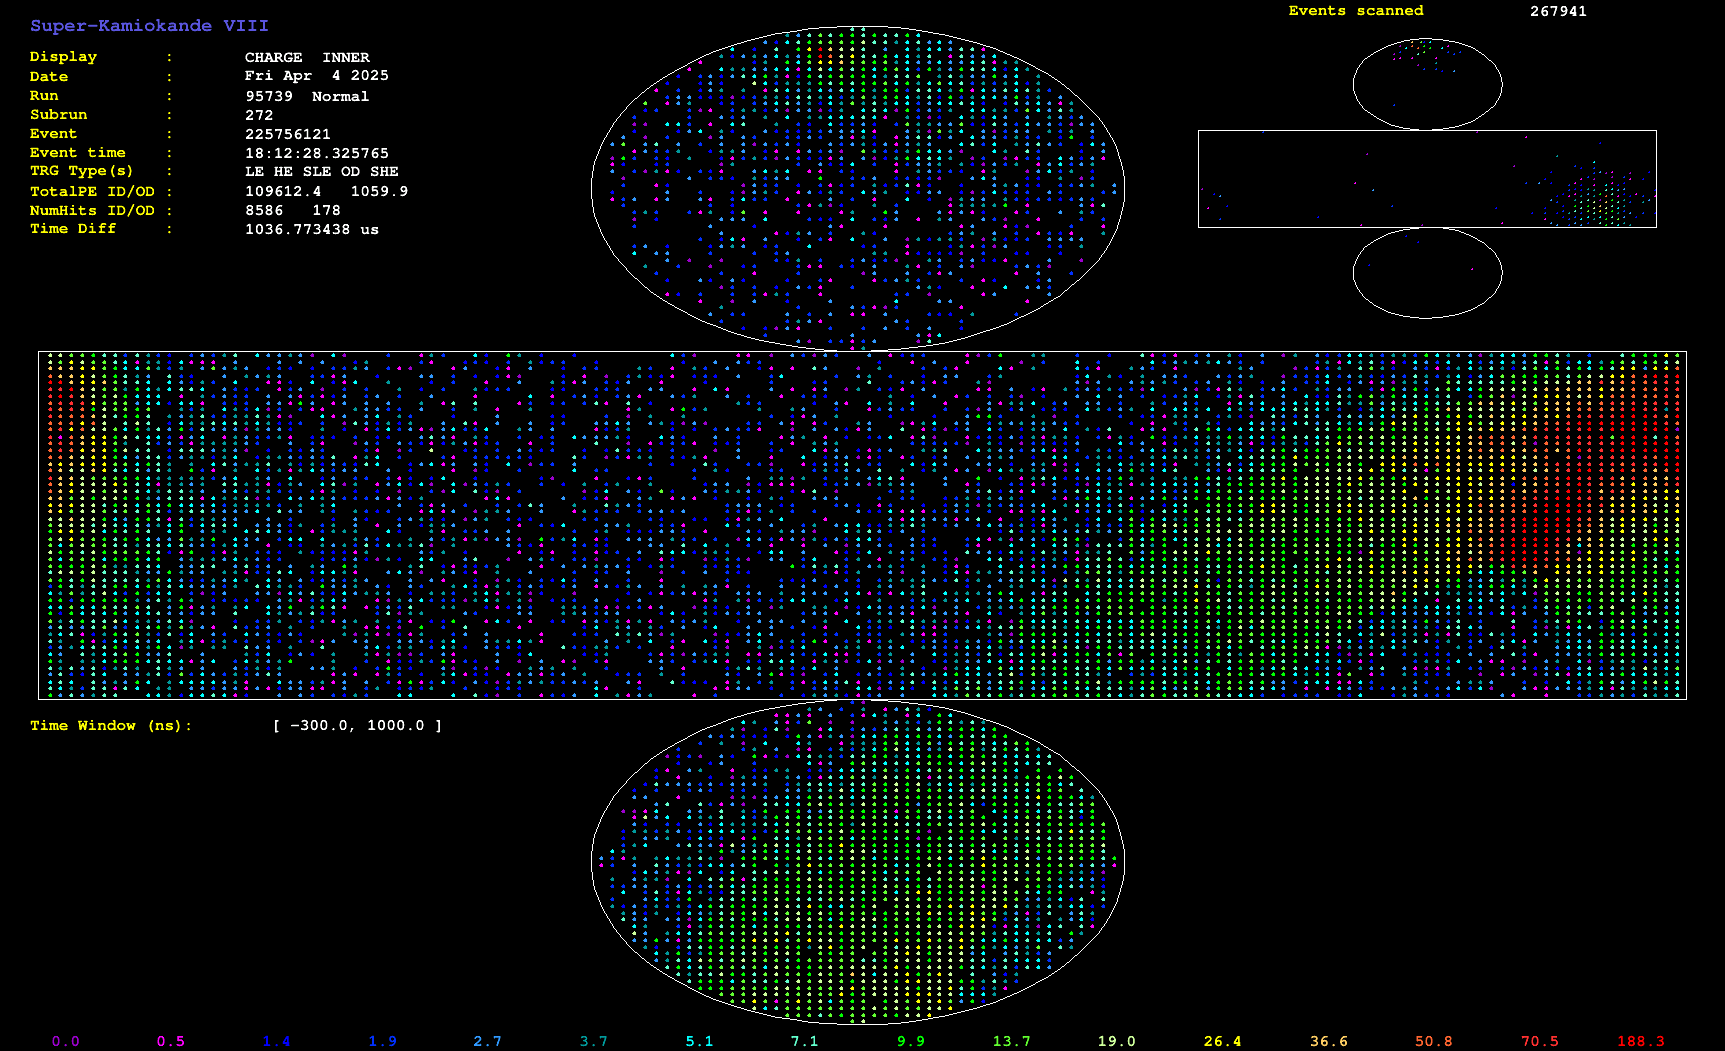 Super-Kamiokande VIII
Events scanned 267941
Display : CHARGE INNER
Date : Fri Apr 4 2025
Run : 95739 Normal
Subrun : 272
Event : 225756121
Event time : 18:12:28.325765
TRG Type(s) : LE HE SLE OD SHE
TotalPE ID/OD : 109612.4 1059.9
NumHits ID/OD : 8586 178
Time Diff : 1036.773438 us
Time Window (ns): [ -300.0, 1000.0 ]
0.0 0.5 1.4 1.9 2.7 3.7 5.1 7.1 9.9 13.7 19.0 26.4 36.6 50.8 70.5 188.3